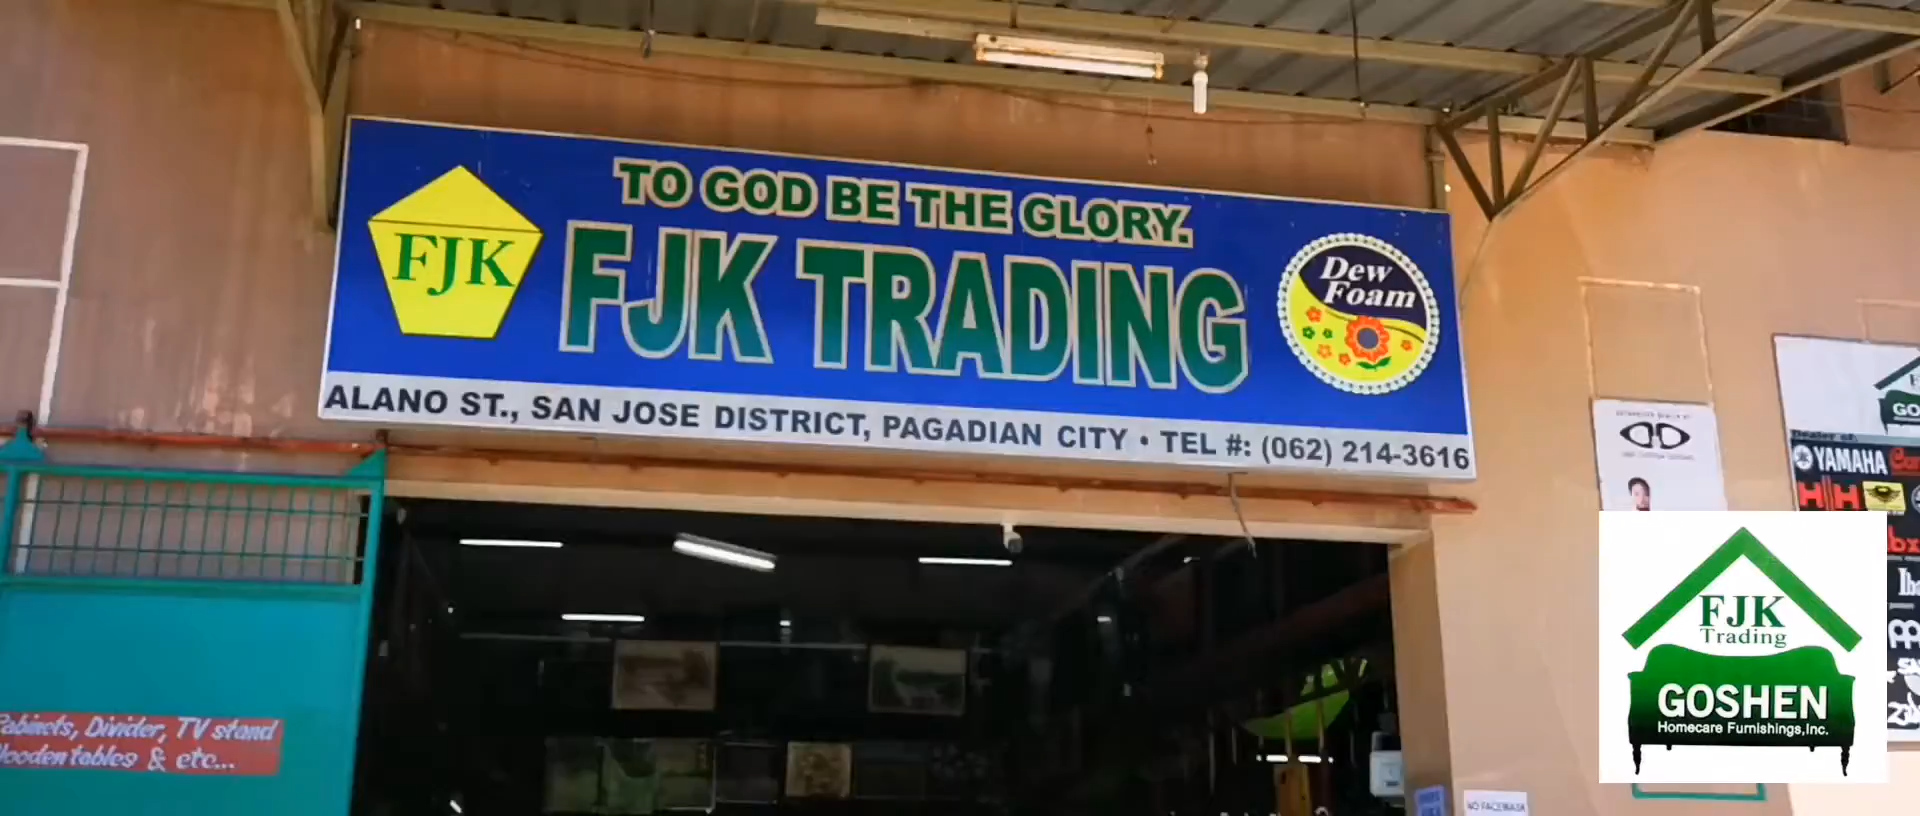 TO GOD BE THE GLORY.
FJK
FJK TRADING
Dew
Foam
ALANO ST., SAN JOSE DISTRICT, PAGADIAN CITY • TEL #: (062) 214-3616
YAMAHA
Cabinets, Divider, TV stand
Wooden tables & etc...
FJK
Trading
GOSHEN
Homecare Furnishings,Inc.
NO FACEMASK